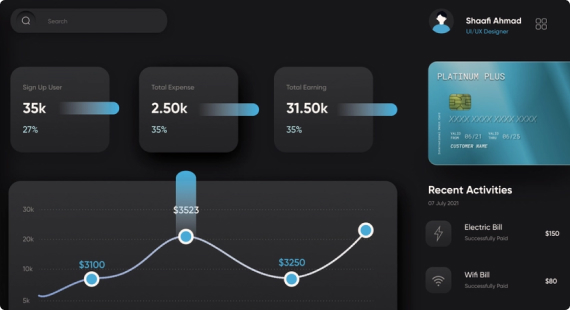 Search
Shaafi Ahmad
UI/UX Designer
Sign Up User
35k
27%
Total Expense
2.50k
35%
Total Earning
31.50k
35%
PLATINUM PLUS
XXXX XXXX XXXX XXXX
06/21
06/25
CUSTOMER NAME
30k
20k
10k
5k
$3100
$3523
$3250
Recent Activities
07 July 2021
Electric Bill
Successfully Paid
$150
Wifi Bill
Successfully Paid
$80